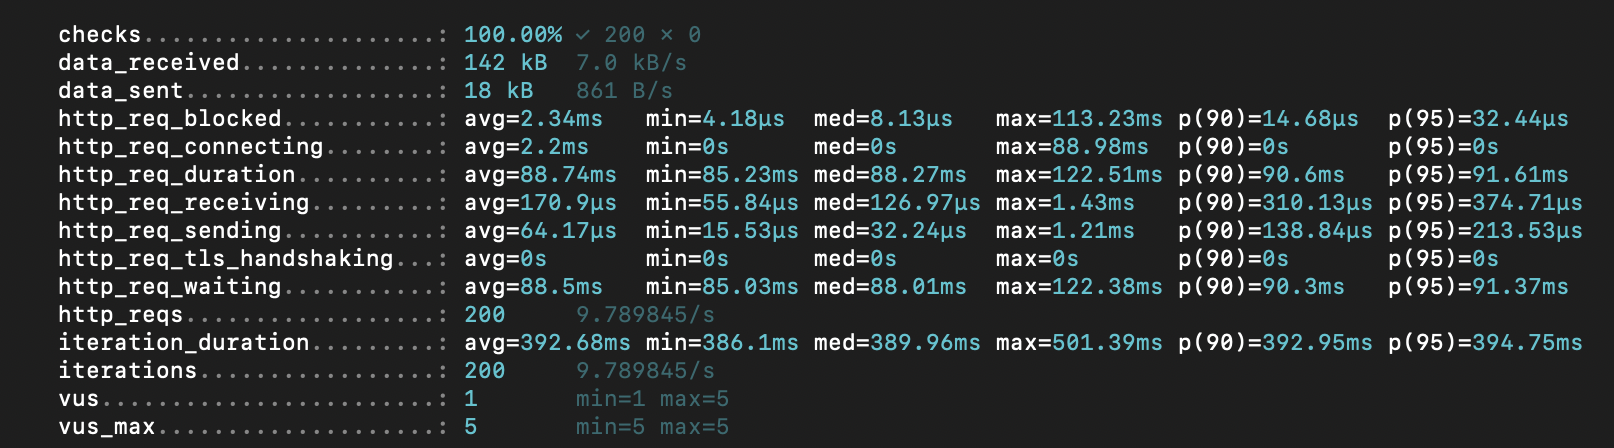 checks.....................: 100.00% ✓ 200 ✗ 0
data_received..............: 142 kB  7.0 kB/s
data_sent..................: 18 kB   861 B/s
http_req_blocked...........: avg=2.34ms   min=4.18µs  med=8.13µs   max=113.23ms p(90)=14.68µs  p(95)=32.44µs
http_req_connecting........: avg=2.2ms    min=0s      med=0s       max=88.98ms  p(90)=0s       p(95)=0s
http_req_duration..........: avg=88.74ms  min=85.23ms med=88.27ms  max=122.51ms p(90)=90.6ms   p(95)=91.61ms
http_req_receiving.........: avg=170.9µs  min=55.84µs med=126.97µs max=1.43ms   p(90)=310.13µs p(95)=374.71µs
http_req_sending...........: avg=64.17µs  min=15.53µs med=32.24µs  max=1.21ms   p(90)=138.84µs p(95)=213.53µs
http_req_tls_handshaking...: avg=0s       min=0s      med=0s       max=0s       p(90)=0s       p(95)=0s
http_req_waiting...........: avg=88.5ms   min=85.03ms med=88.01ms  max=122.38ms p(90)=90.3ms   p(95)=91.37ms
http_reqs..................: 200     9.789845/s
iteration_duration.........: avg=392.68ms min=386.1ms med=389.96ms max=501.39ms p(90)=392.95ms p(95)=394.75ms
iterations.................: 200     9.789845/s
vus........................: 1       min=1 max=5
vus_max....................: 5       min=5 max=5